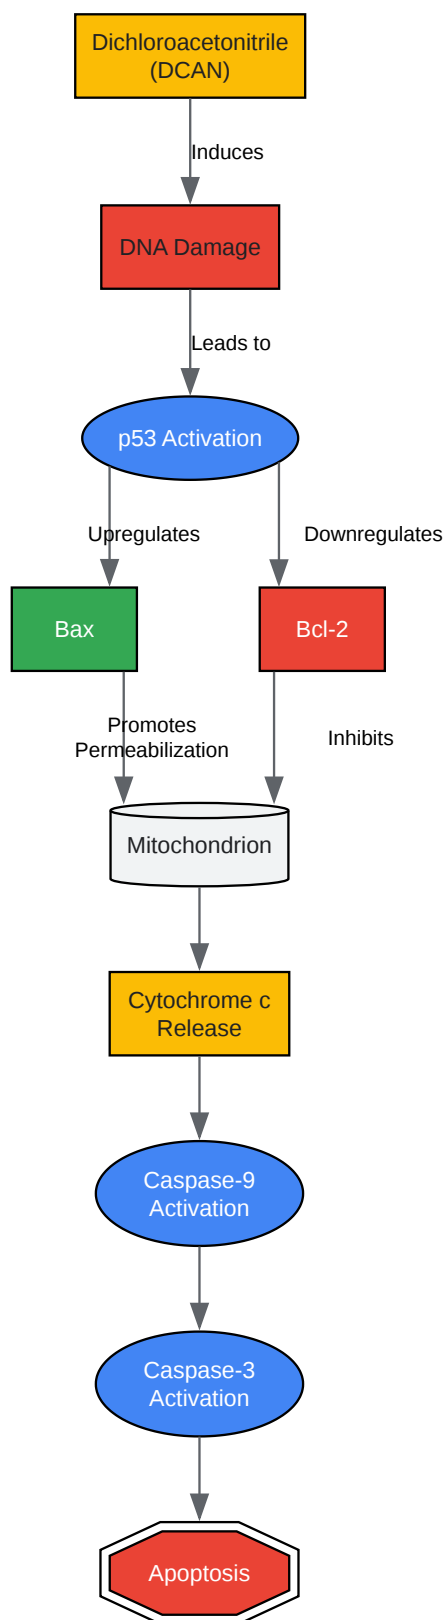 Dichloroacetonitrile
(DCAN)
Induces
DNA Damage
Leads to
p53 Activation
Upregulates
Downregulates
Bax
Bcl-2
Promotes
Permeabilization
Inhibits
Mitochondrion
Cytochrome c
Release
Caspase-9
Activation
Caspase-3
Activation
Apoptosis